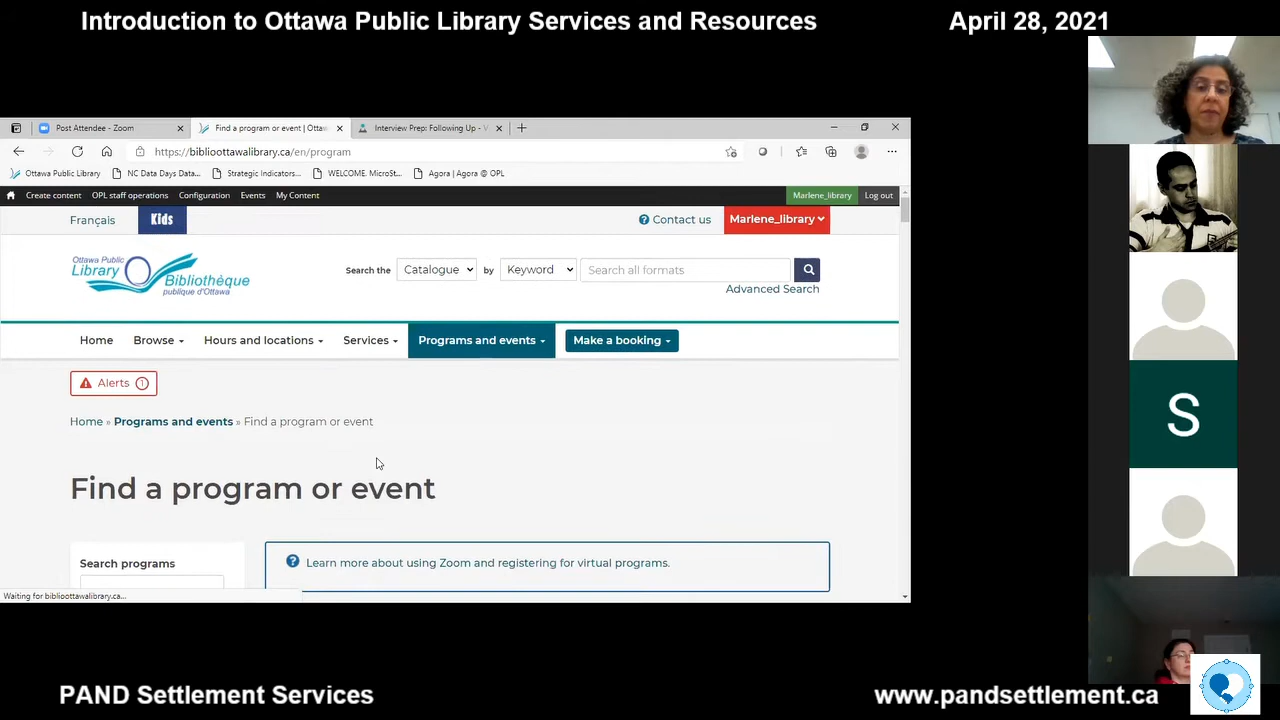 Introduction to Ottawa Public Library Services and Resources April 28, 2021
Post Attendee - Zoom Find a program or event | Ottaw Interview Prep: Following Up - V
https://biblioottawalibrary.ca/en/program
Ottawa Public Library NC Data Days Data... Strategic Indicators... WELCOME. MicroSt... Agora | Agora @ OPL
Create content OPL staff operations Configuration Events My Content Marlene_library Log out
Français Kids Contact us Marlene_library
Ottawa Public
Library Bibliothèque
publique d'Ottawa
Search the Catalogue by Keyword Search all formats
Advanced Search
Home Browse Hours and locations Services Programs and events Make a booking
Alerts 1
Home » Programs and events » Find a program or event
Find a program or event
Search programs
? Learn more about using Zoom and registering for virtual programs.
Waiting for biblioottawalibrary.ca...
S
PAND Settlement Services www.pandsettlement.ca